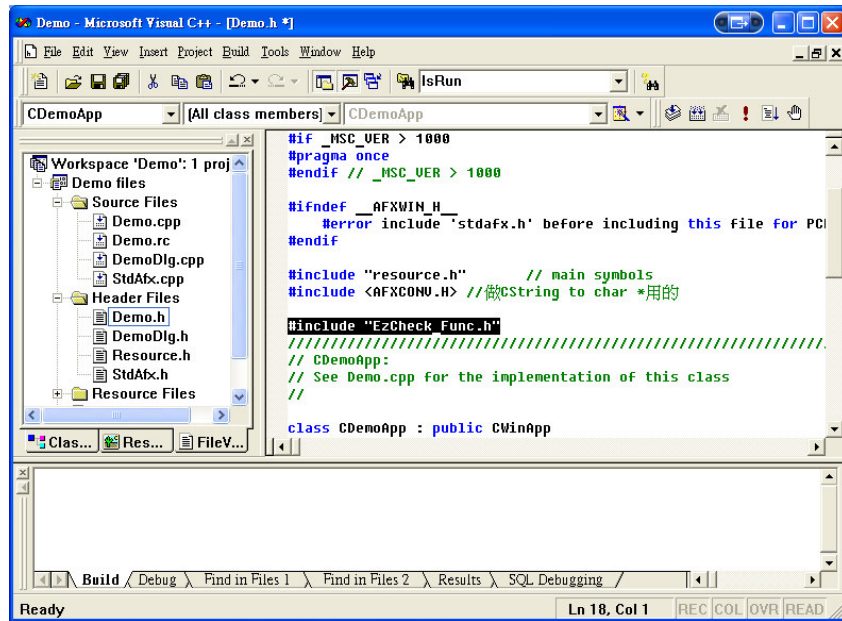 Demo - Microsoft Visual C++ - [Demo.h *]
File Edit View Insert Project Build Tools Window Help
IsRun
CDemoApp [All class members] CDemoApp
Workspace 'Demo': 1 proj
Demo files
Source Files
Demo.cpp
Demo.rc
DemoDlg.cpp
StdAfx.cpp
Header Files
Demo.h
DemoDlg.h
Resource.h
StdAfx.h
Resource Files
Clas... Res... FileV...
#if _MSC_VER > 1000
#pragma once
#endif // _MSC_VER > 1000
#ifndef __AFXWIN_H__
#error include 'stdafx.h' before including this file for PC
#endif
#include "resource.h" // main symbols
#include <AFXCONV.H> //做CString to char *用的
#include "EzCheck_Func.h"
/////////////////////////////////////////////////////////////////////////////
// CDemoApp:
// See Demo.cpp for the implementation of this class
//
class CDemoApp : public CWinApp
Build Debug Find in Files 1 Find in Files 2 Results SQL Debugging
Ready Ln 18, Col 1 REC COL OVR READ